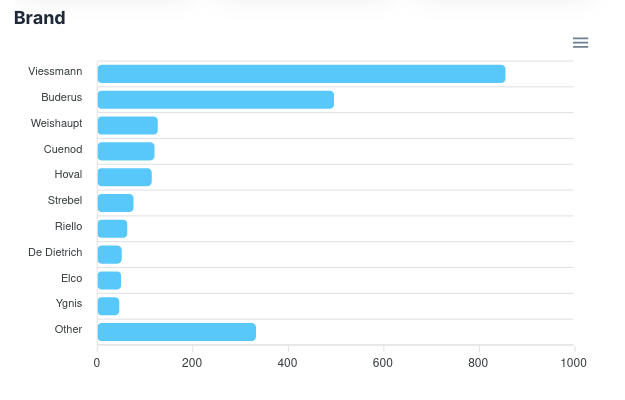 Brand
Viessmann
Buderus
Weishaupt
Cuenod
Hoval
Strebel
Riello
De Dietrich
Elco
Ygnis
Other
0 200 400 600 800 1000